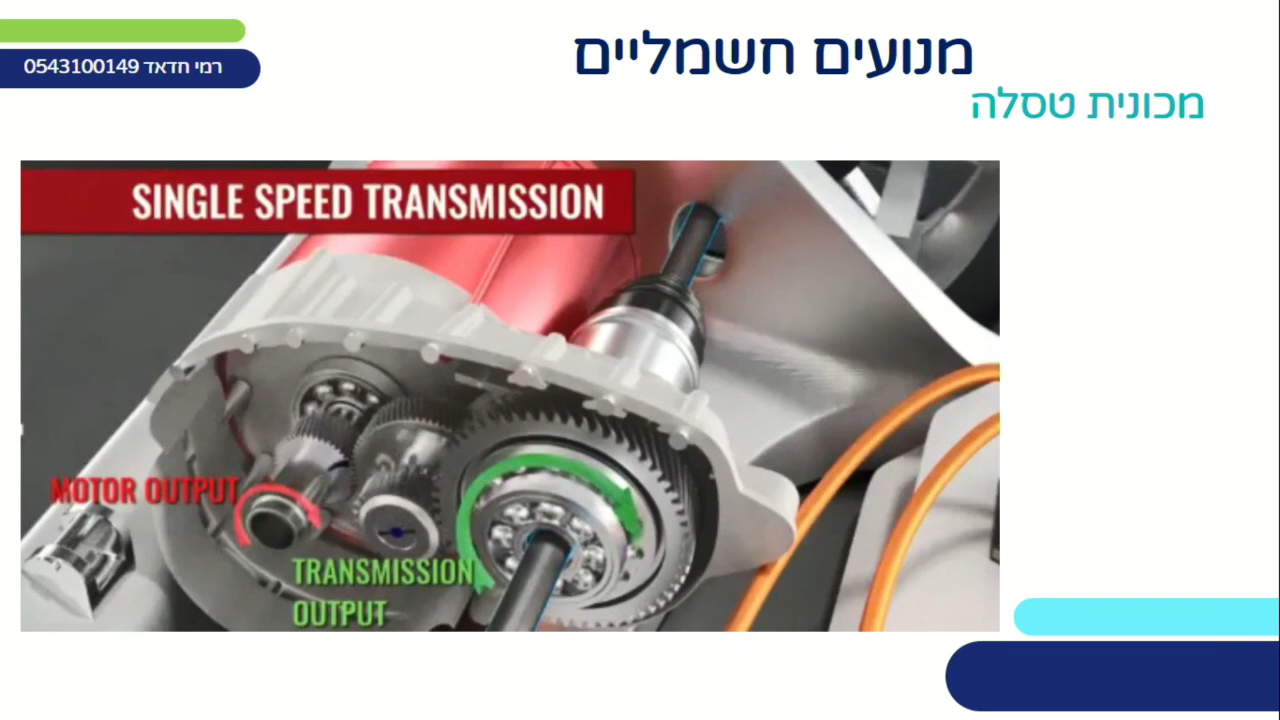 מנועים חשמליים
רמי חדאד 0543100149
מכונית טסלה
SINGLE SPEED TRANSMISSION
MOTOR OUTPUT
TRANSMISSION
OUTPUT